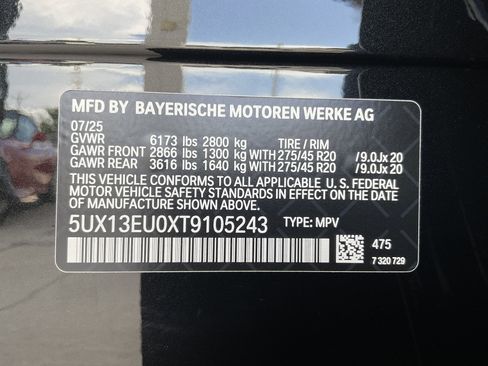 MFD BY BAYERISCHE MOTOREN WERKE AG
07/25
GVWR 6173 lbs 2800 kg TIRE / RIM
GAWR FRONT 2866 lbs 1300 kg WITH 275/45 R20 /9.0Jx 20
GAWR REAR 3616 lbs 1640 kg WITH 275/45 R20 /9.0Jx 20
THIS VEHICLE CONFORMS TO ALL APPLICABLE U. S. FEDERAL
MOTOR VEHICLE SAFETY STANDARDS IN EFFECT ON THE DATE
OF MANUFACTURE SHOWN ABOVE.
5UX13EU0XT9105243 TYPE: MPV
475
7 320 729